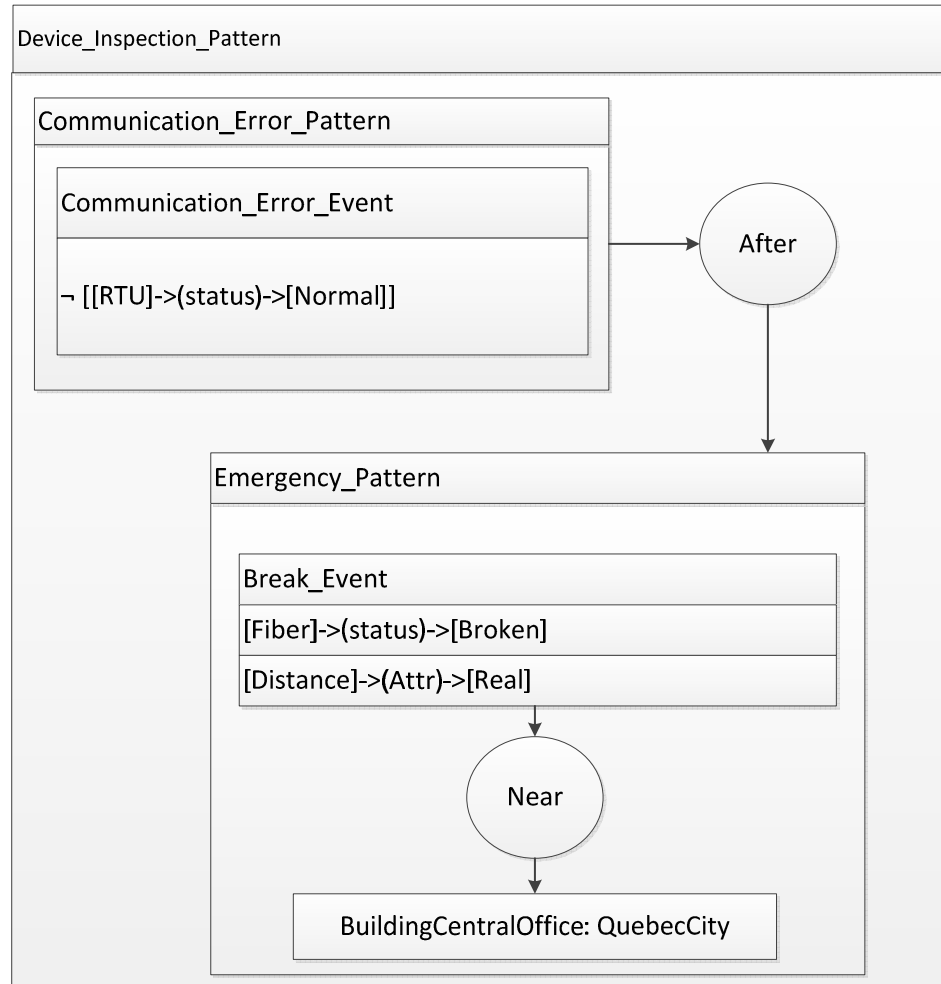 Device_Inspection_Pattern
Communication_Error_Pattern
Communication_Error_Event
¬ [[RTU]->(status)->[Normal]]
After
Emergency_Pattern
Break_Event
[Fiber]->(status)->[Broken]
[Distance]->(Attr)->[Real]
Near
BuildingCentralOffice: QuebecCity